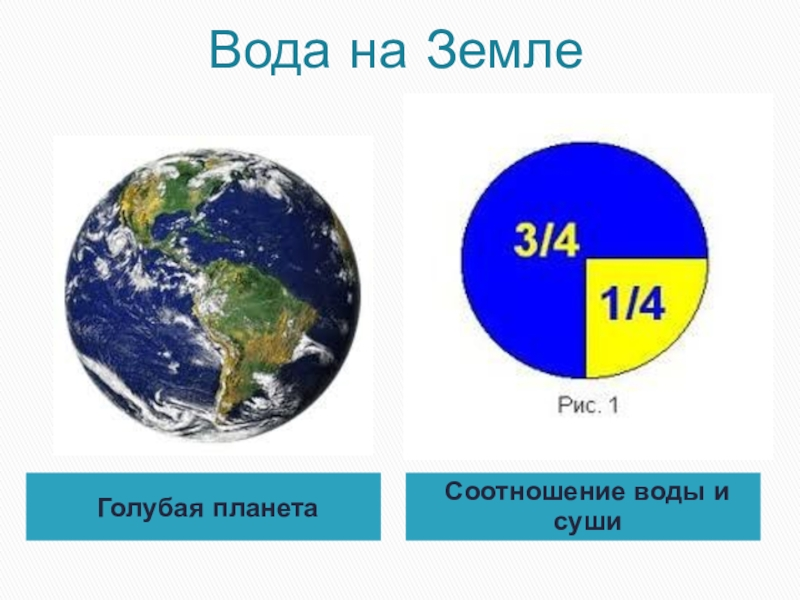 Вода на Земле
3/4
1/4
Рис. 1
Голубая планета
Соотношение воды и
суши